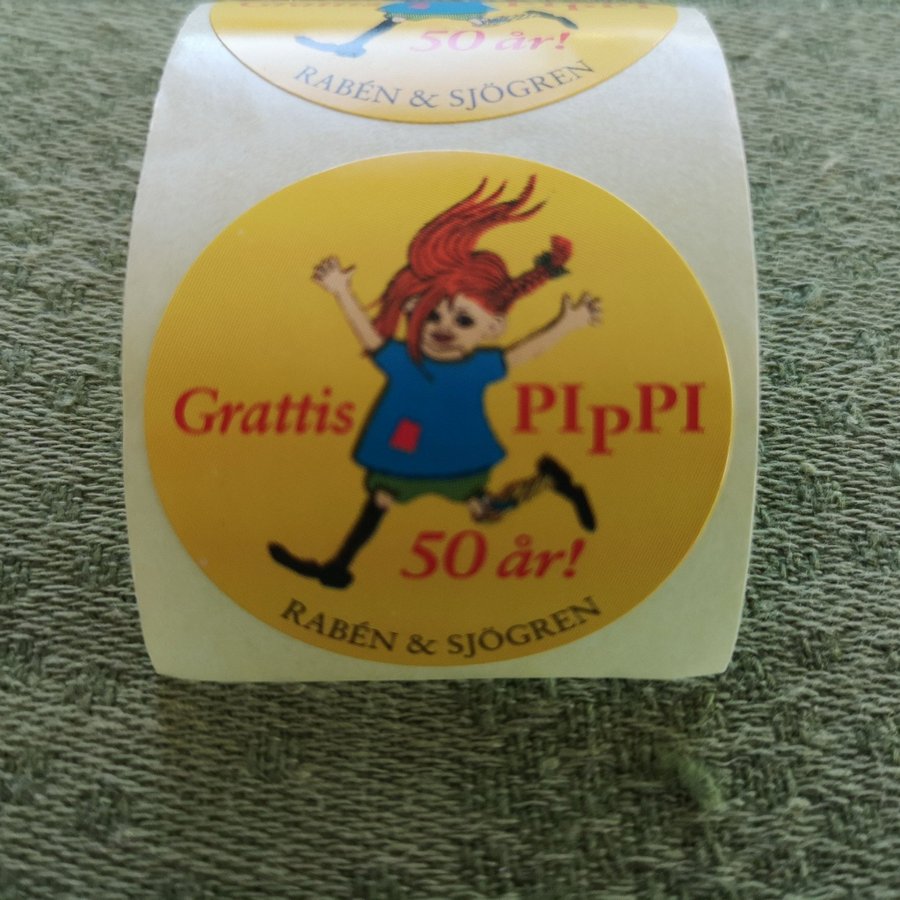 50 år!
RABÉN & SJÖGREN
Grattis PIPPI
50 år!
RABÉN & SJÖGREN